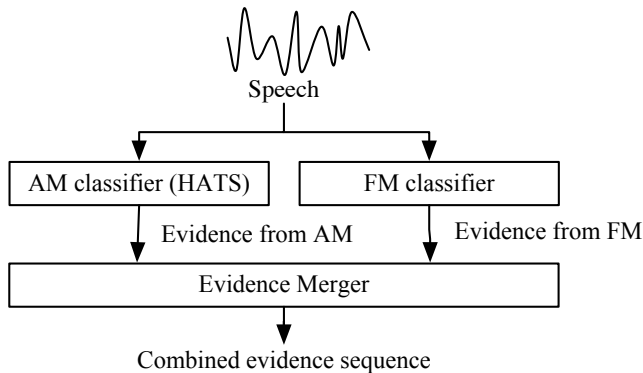 Speech
AM classifier (HATS)
FM classifier
Evidence from AM
Evidence from FM
Evidence Merger
Combined evidence sequence